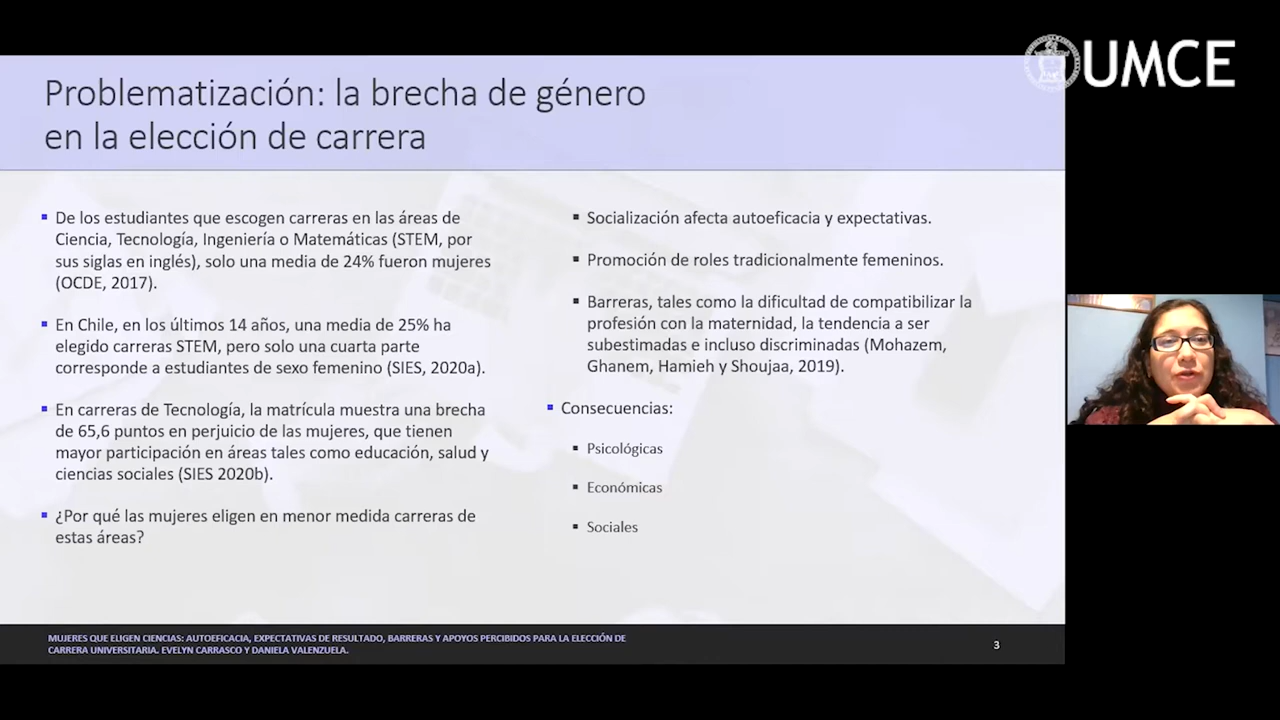 UMCE
Problematización: la brecha de género
en la elección de carrera
▪ De los estudiantes que escogen carreras en las áreas de
Ciencia, Tecnología, Ingeniería o Matemáticas (STEM, por
sus siglas en inglés), solo una media de 24% fueron mujeres
(OCDE, 2017).
▪ En Chile, en los últimos 14 años, una media de 25% ha
elegido carreras STEM, pero solo una cuarta parte
corresponde a estudiantes de sexo femenino (SIES, 2020a).
▪ En carreras de Tecnología, la matrícula muestra una brecha
de 65,6 puntos en perjuicio de las mujeres, que tienen
mayor participación en áreas tales como educación, salud y
ciencias sociales (SIES 2020b).
▪ ¿Por qué las mujeres eligen en menor medida carreras de
estas áreas?
▪ Socialización afecta autoeficacia y expectativas.
▪ Promoción de roles tradicionalmente femeninos.
▪ Barreras, tales como la dificultad de compatibilizar la
profesión con la maternidad, la tendencia a ser
subestimadas e incluso discriminadas (Mohazem,
Ghanem, Hamieh y Shoujaa, 2019).
▪ Consecuencias:
▪ Psicológicas
▪ Económicas
▪ Sociales
MUJERES QUE ELIGEN CIENCIAS: AUTOEFICACIA, EXPECTATIVAS DE RESULTADO, BARRERAS Y APOYOS PERCIBIDOS PARA LA ELECCIÓN DE
CARRERA UNIVERSITARIA. EVELYN CARRASCO Y DANIELA VALENZUELA.
3